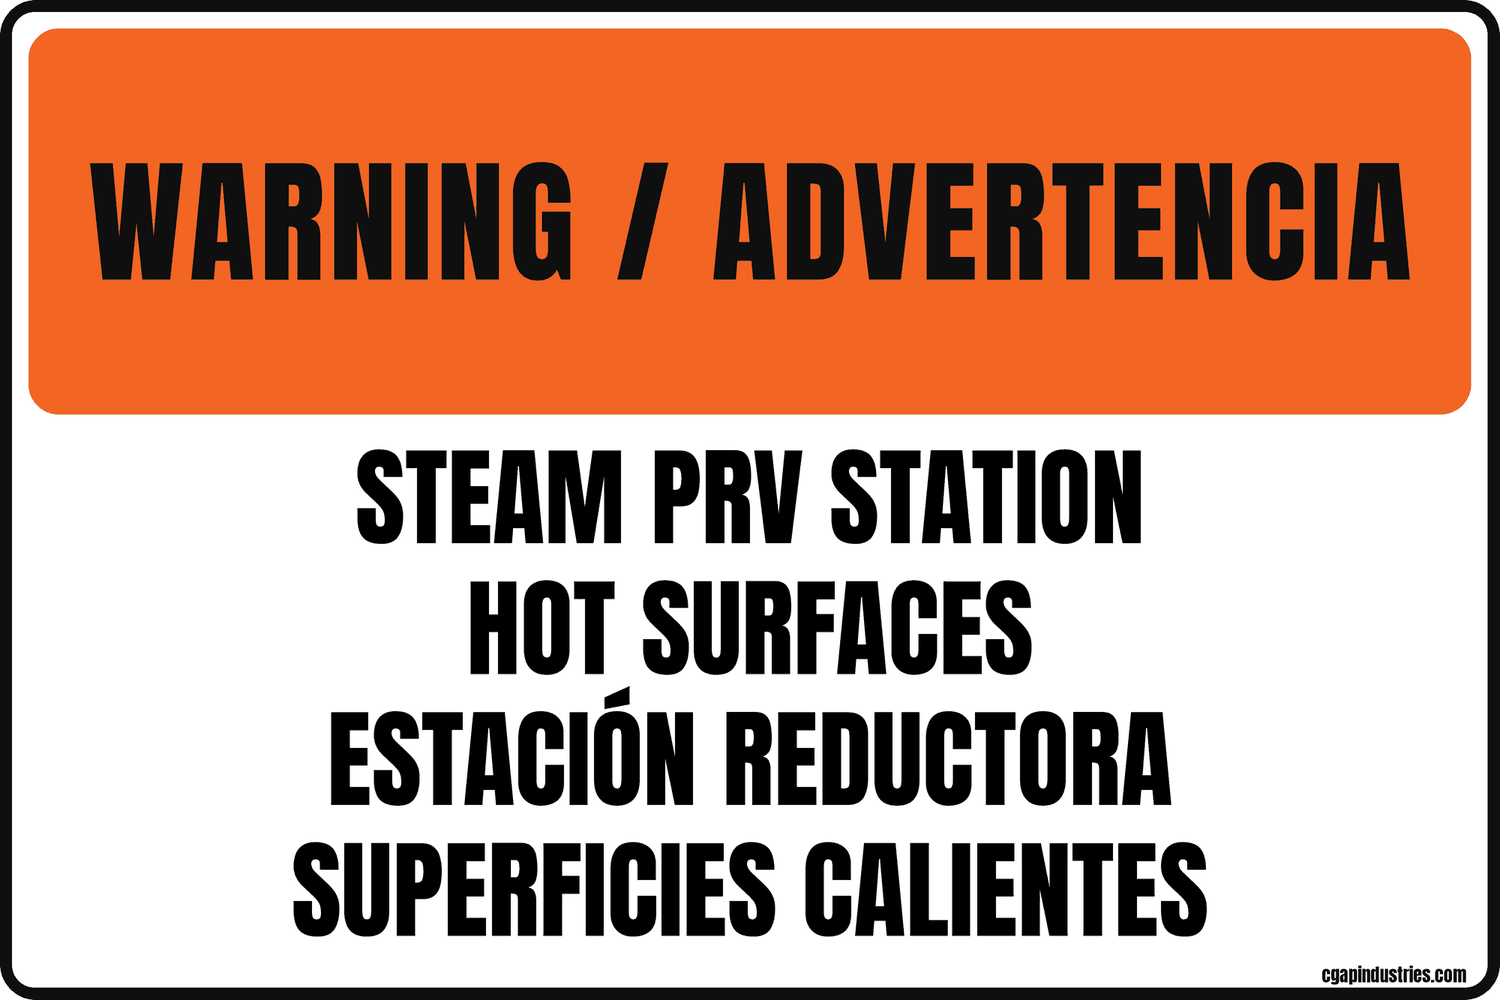 WARNING / ADVERTENCIA
STEAM PRV STATION
HOT SURFACES
ESTACIÓN REDUCTORA
SUPERFICIES CALIENTES
cgapindustries.com